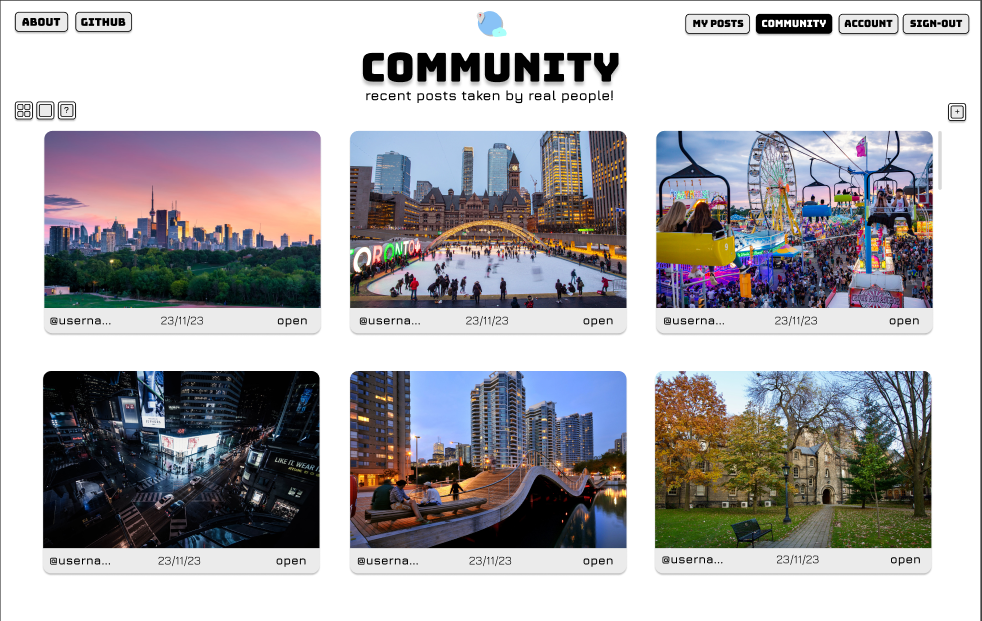 ABOUT
GITHUB
MY POSTS
COMMUNITY
ACCOUNT
SIGN-OUT
COMMUNITY
recent posts taken by real people!
?
+
TORONTO
@userna...
23/11/23
open
@userna...
23/11/23
open
@userna...
23/11/23
open
LIKE IT WEAR
@userna...
23/11/23
open
@userna...
23/11/23
open
@userna...
23/11/23
open